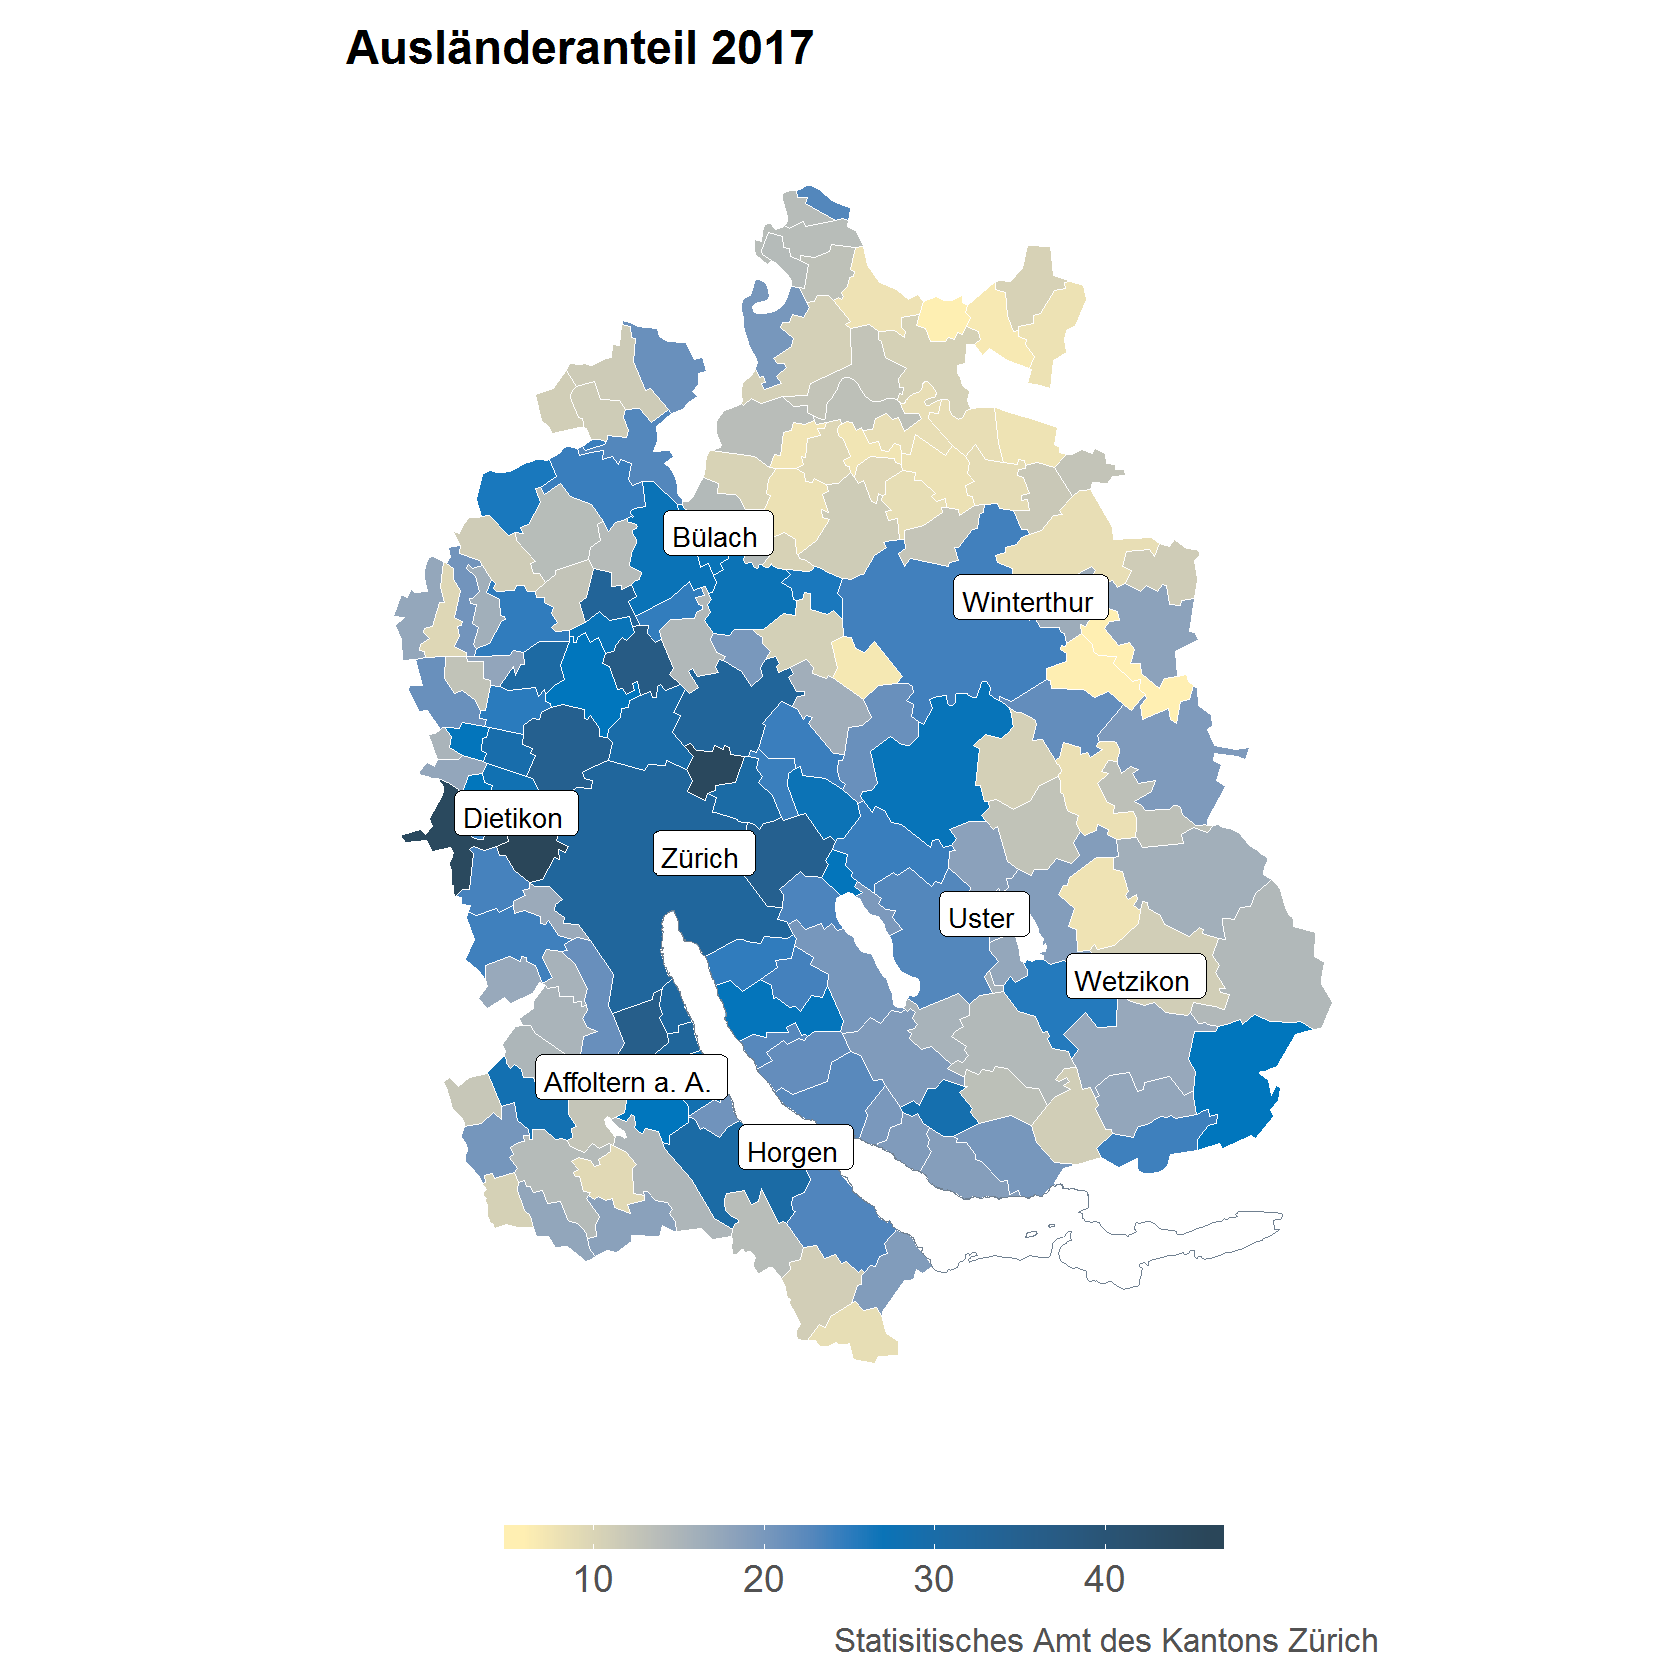 Ausländeranteil 2017
Bülach
Winterthur
Dietikon
Zürich
Uster
Wetzikon
Affoltern a. A.
Horgen
10 20 30 40
Statisitisches Amt des Kantons Zürich